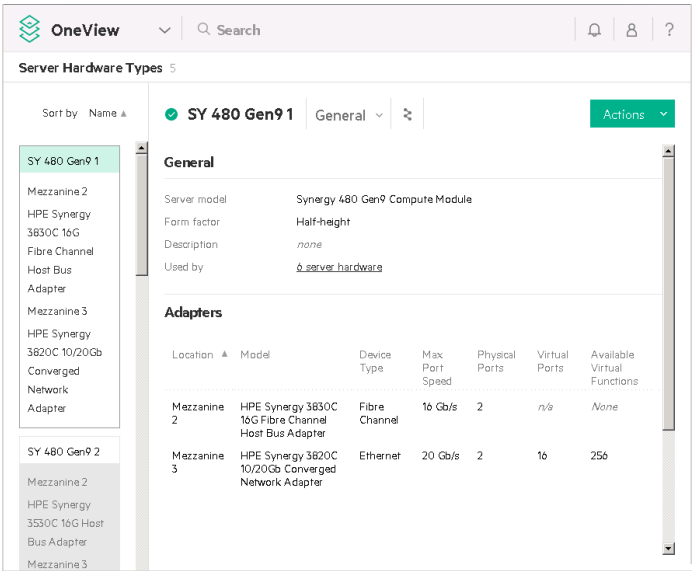 OneView
Search
?
Server Hardware Types 5
Sort by Name
SY 480 Gen9 1
Mezzanine 2
HPE Synergy
3830C 16G
Fibre Channel
Host Bus
Adapter
Mezzanine 3
HPE Synergy
3820C 10/20Gb
Converged
Network
Adapter
SY 480 Gen9 2
Mezzanine 2
HPE Synergy
3530C 16G Host
Bus Adapter
Mezzanine 3
SY 480 Gen9 1
General
Actions
General
Server model Synergy 480 Gen9 Compute Module
Form factor Half-height
Description none
Used by 6 server hardware
Adapters
Location Model Device Max Physical Virtual Available
Type Port Ports Ports Virtual
Speed Functions
Mezzanine HPE Synergy 3830C Fibre 16 Gb/s 2 n/a None
2 16G Fibre Channel Channel
Host Bus Adapter
Mezzanine HPE Synergy 3820C Ethernet 20 Gb/s 2 16 256
3 10/20Gb Converged
Network Adapter